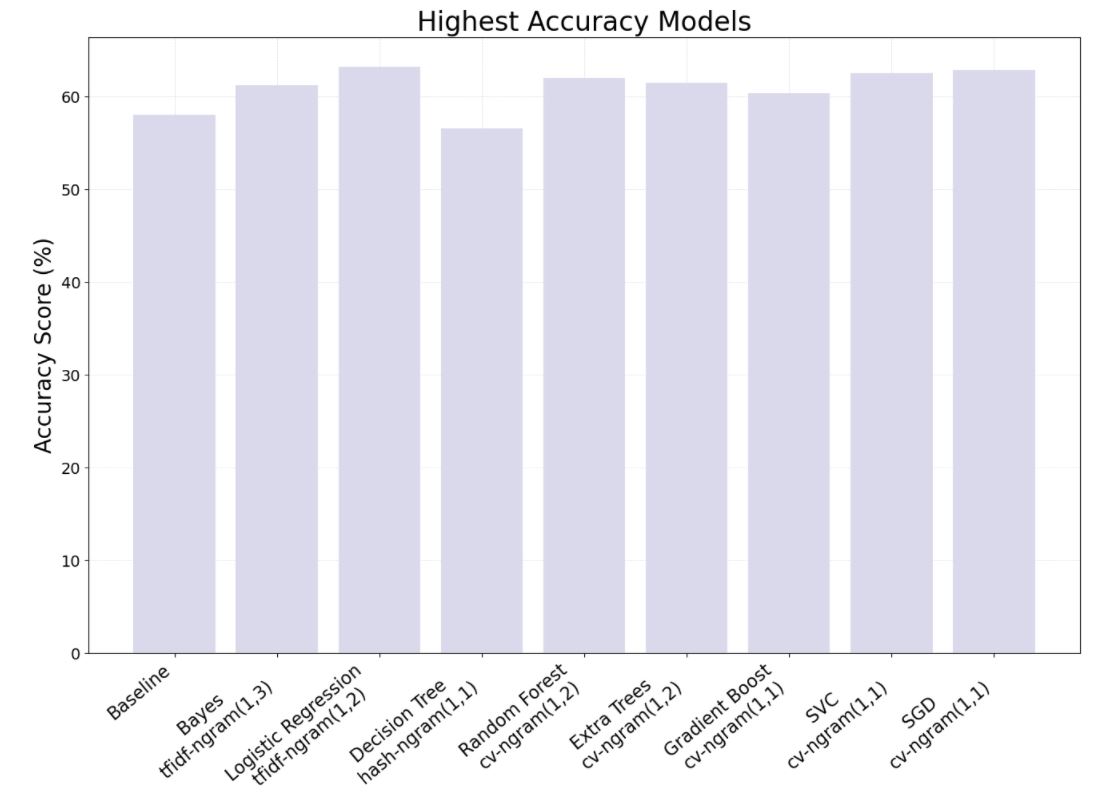 Highest Accuracy Models
Accuracy Score (%)
60
50
40
30
20
10
0
Baseline
Bayes
tfidf-ngram(1,3)
Logistic Regression
tfidf-ngram(1,2)
Decision Tree
hash-ngram(1,1)
Random Forest
cv-ngram(1,2)
Extra Trees
cv-ngram(1,2)
Gradient Boost
cv-ngram(1,1)
SVC
cv-ngram(1,1)
SGD
cv-ngram(1,1)